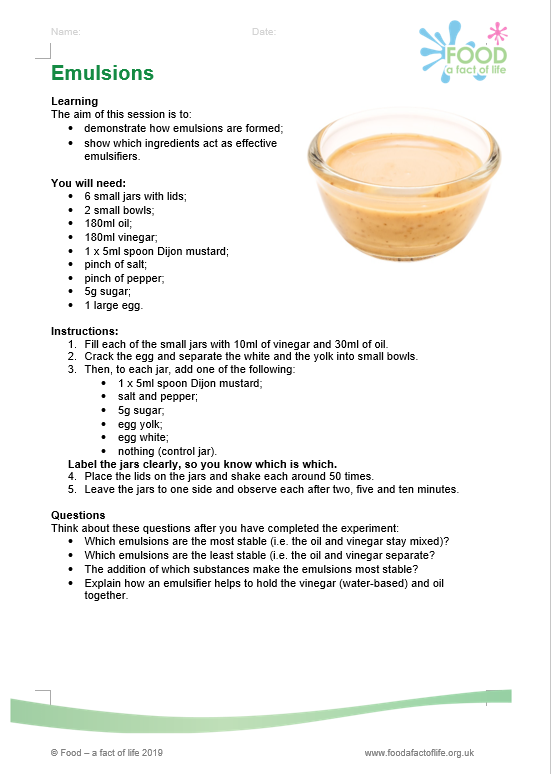 Name:
Date:
FOOD
a fact of life
Emulsions
Learning
The aim of this session is to:
• demonstrate how emulsions are formed;
• show which ingredients act as effective
emulsifiers.
You will need:
• 6 small jars with lids;
• 2 small bowls;
• 180ml oil;
• 180ml vinegar;
• 1 x 5ml spoon Dijon mustard;
• pinch of salt;
• pinch of pepper;
• 5g sugar;
• 1 large egg.
Instructions:
1. Fill each of the small jars with 10ml of vinegar and 30ml of oil.
2. Crack the egg and separate the white and the yolk into small bowls.
3. Then, to each jar, add one of the following:
• 1 x 5ml spoon Dijon mustard;
• salt and pepper;
• 5g sugar;
• egg yolk;
• egg white;
• nothing (control jar).
Label the jars clearly, so you know which is which.
4. Place the lids on the jars and shake each around 50 times.
5. Leave the jars to one side and observe each after two, five and ten minutes.
Questions
Think about these questions after you have completed the experiment:
• Which emulsions are the most stable (i.e. the oil and vinegar stay mixed)?
• Which emulsions are the least stable (i.e. the oil and vinegar separate?
• The addition of which substances make the emulsions most stable?
• Explain how an emulsifier helps to hold the vinegar (water-based) and oil
together.
© Food – a fact of life 2019
www.foodafactoflife.org.uk